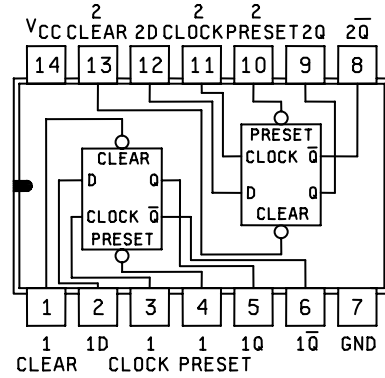 2 2 2
VCC CLEAR 2D CLOCK PRESET 2Q 2Q̅
14 13 12 11 10 9 8
PRESET
CLOCK Q̅
D Q
CLEAR
CLEAR
D Q
CLOCK Q̅
PRESET
1 2 3 4 5 6 7
1 1D 1 1 1Q 1Q̅ GND
CLEAR CLOCK PRESET